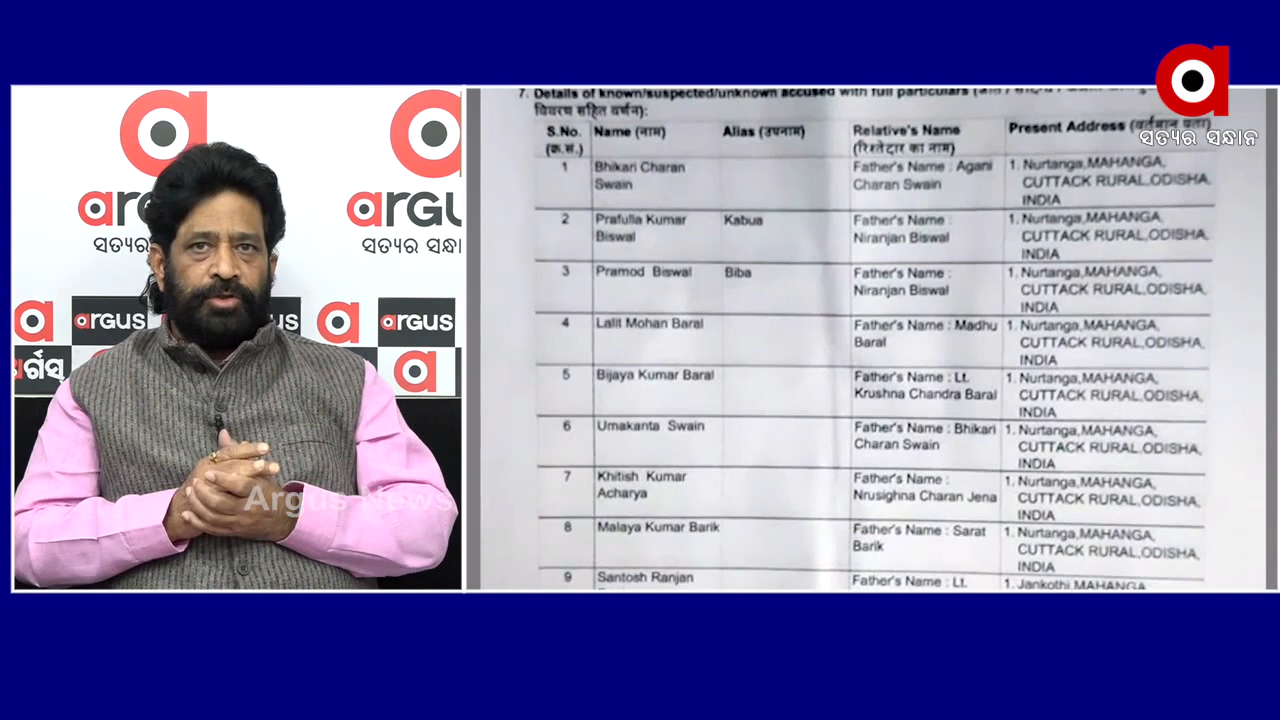 ସତ୍ୟର ସନ୍ଧାନ
argus
ସତ୍ୟର ସନ୍ଧା
argus
argus
Argus News
7. Details of known/suspected/unknown accused with full particulars
विवरण सहित वर्णन):
S.No. Name (नाम) Alias (उपनाम) Relative's Name Present Address (वर्तमान पता)
(क्र.सं.) (रिश्तेदार का नाम)
1 Bhikari Charan Father's Name : Agani 1. Nurtanga,MAHANGA,
Swain Charan Swain CUTTACK RURAL,ODISHA,
INDIA
2 Prafulla Kumar Kabua Father's Name : 1. Nurtanga,MAHANGA,
Biswal Niranjan Biswal CUTTACK RURAL,ODISHA,
INDIA
3 Pramod Biswal Biba Father's Name : 1. Nurtanga,MAHANGA,
Niranjan Biswal CUTTACK RURAL,ODISHA,
INDIA
4 Lalit Mohan Baral Father's Name : Madhu 1. Nurtanga,MAHANGA,
Baral CUTTACK RURAL,ODISHA,
INDIA
5 Bijaya Kumar Baral Father's Name : Lt. 1. Nurtanga,MAHANGA,
Krushna Chandra Baral CUTTACK RURAL,ODISHA,
INDIA
6 Umakanta Swain Father's Name : Bhikari 1. Nurtanga,MAHANGA,
Charan Swain CUTTACK RURAL,ODISHA,
INDIA
7 Khitish Kumar Father's Name : 1. Nurtanga,MAHANGA,
Acharya Nrusighna Charan Jena CUTTACK RURAL,ODISHA,
INDIA
8 Malaya Kumar Barik Father's Name : Sarat 1. Nurtanga,MAHANGA,
Barik CUTTACK RURAL,ODISHA,
INDIA
9 Santosh Ranjan Father's Name : Lt. 1. Jankothi,MAHANGA,